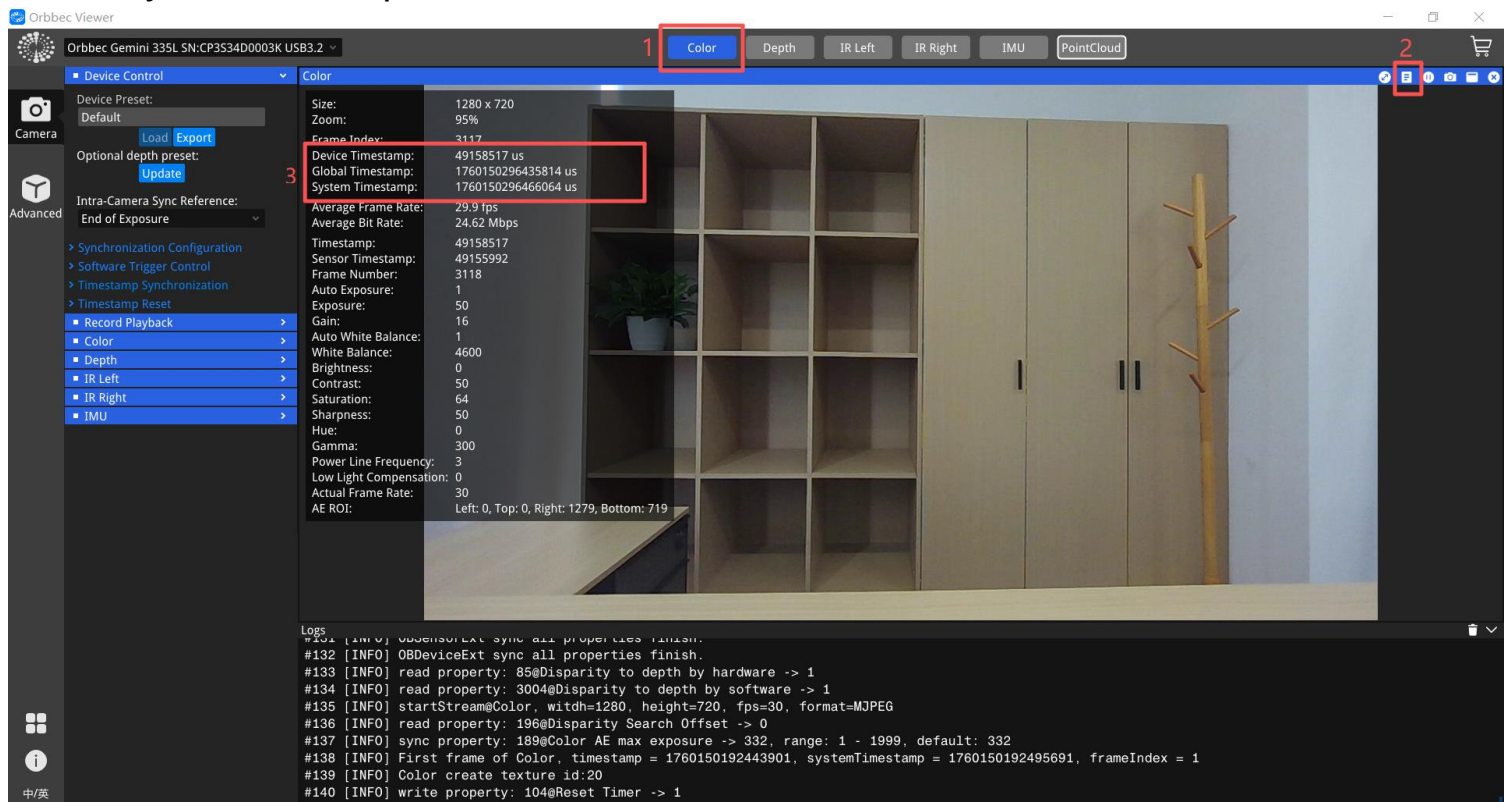 Orbbec Viewer
Orbbec Gemini 335L SN:CP3S34D0003K USB3.2
1
Color
Depth
IR Left
IR Right
IMU
PointCloud
2
Device Control
Color
Camera
Advanced
Device Preset:
Default
Load Export
Optional depth preset:
Update
Intra-Camera Sync Reference:
End of Exposure
> Synchronization Configuration
> Software Trigger Control
> Timestamp Synchronization
> Timestamp Reset
Record Playback
Color
Depth
IR Left
IR Right
IMU
Size: 1280 x 720
Zoom: 95%
Frame Index: 3117
3
Device Timestamp: 49158517 us
Global Timestamp: 1760150296435814 us
System Timestamp: 1760150296466064 us
Average Frame Rate: 29.9 fps
Average Bit Rate: 24.62 Mbps
Timestamp: 49158517
Sensor Timestamp: 49155992
Frame Number: 3118
Auto Exposure: 1
Exposure: 50
Gain: 16
Auto White Balance: 1
White Balance: 4600
Brightness: 0
Contrast: 50
Saturation: 64
Sharpness: 50
Hue: 0
Gamma: 300
Power Line Frequency: 3
Low Light Compensation: 0
Actual Frame Rate: 30
AE ROI: Left: 0, Top: 0, Right: 1279, Bottom: 719
Logs
#131 [INFO] OBSensorExt sync all properties finish.
#132 [INFO] OBDeviceExt sync all properties finish.
#133 [INFO] read property: 85@Disparity to depth by hardware -> 1
#134 [INFO] read property: 3004@Disparity to depth by software -> 1
#135 [INFO] startStream@Color, witdh=1280, height=720, fps=30, format=MJPEG
#136 [INFO] read property: 196@Disparity Search Offset -> 0
#137 [INFO] sync property: 189@Color AE max exposure -> 332, range: 1 - 1999, default: 332
#138 [INFO] First frame of Color, timestamp = 1760150192443901, systemTimestamp = 1760150192495691, frameIndex = 1
#139 [INFO] Color create texture id:20
#140 [INFO] write property: 104@Reset Timer -> 1
中/英